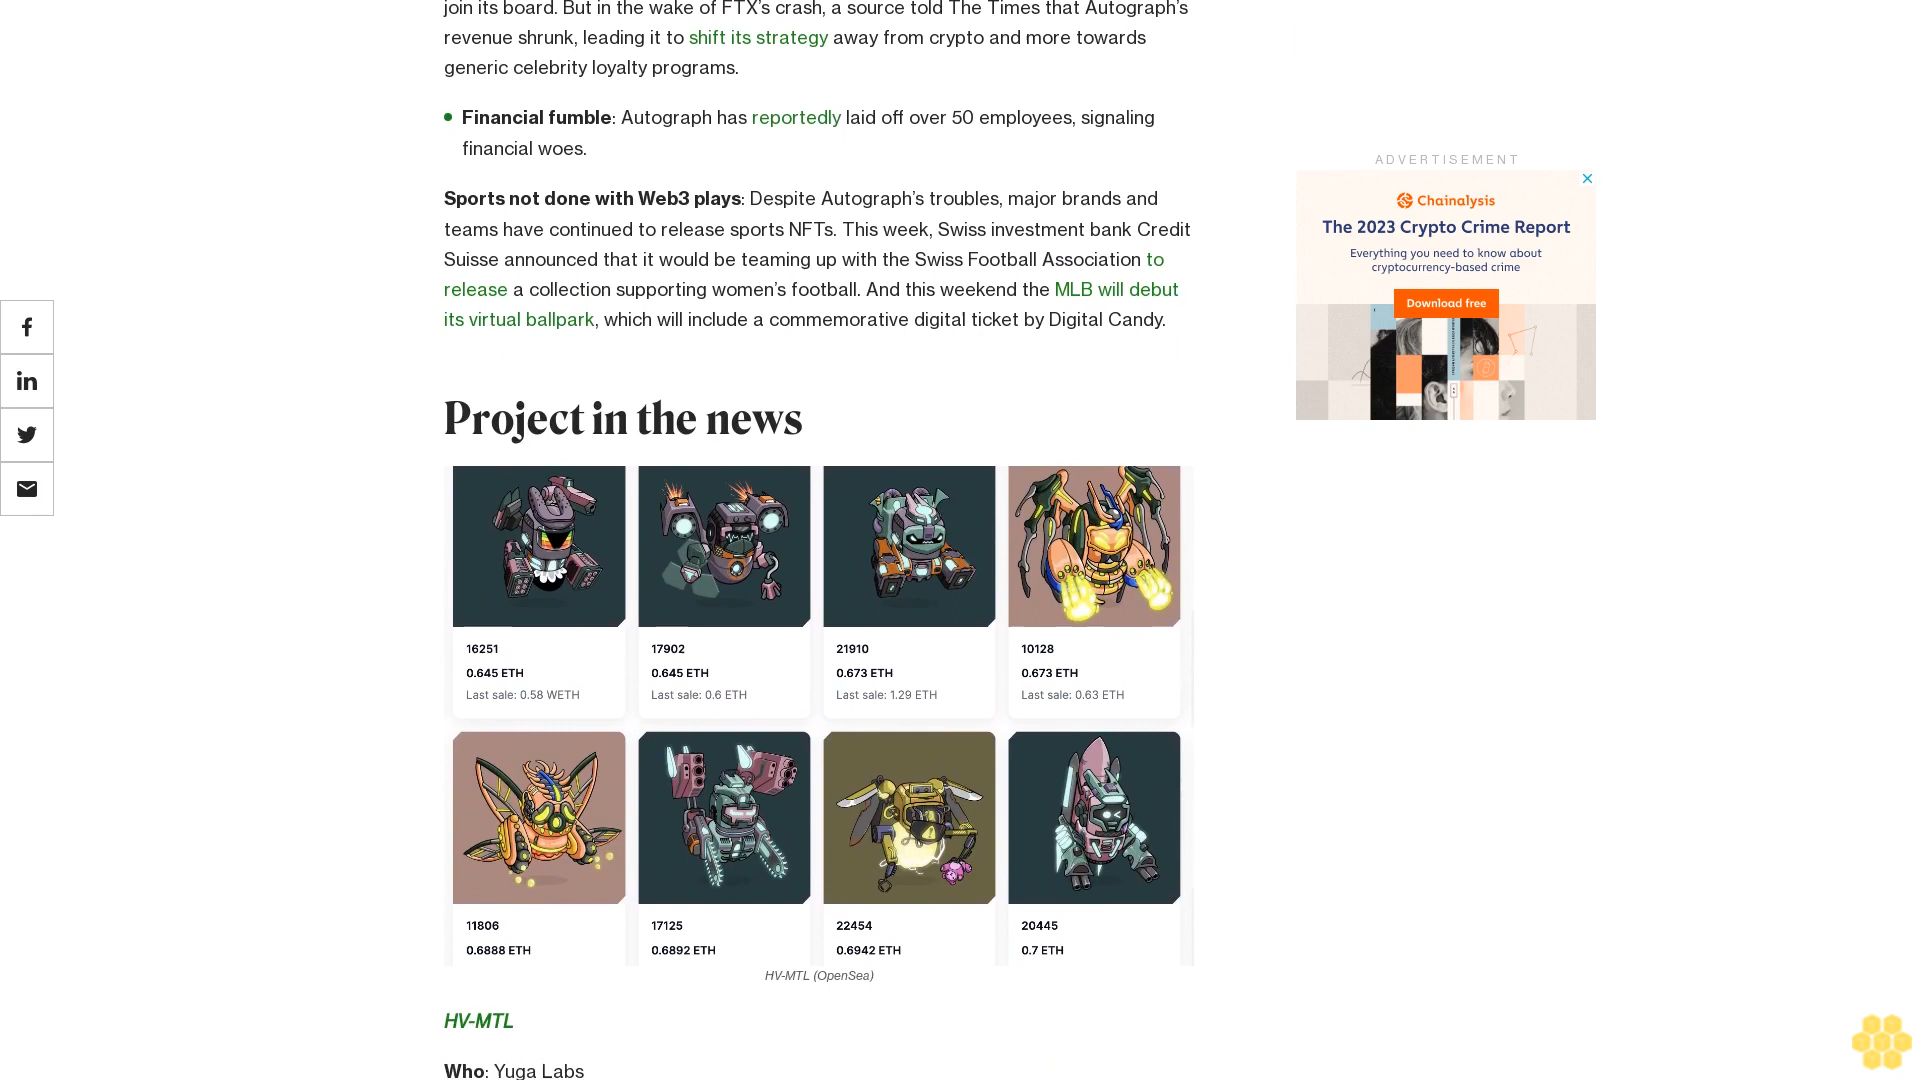 join its board. But in the wake of FTX’s crash, a source told The Times that Autograph’s
revenue shrunk, leading it to shift its strategy away from crypto and more towards
generic celebrity loyalty programs.
Financial fumble: Autograph has reportedly laid off over 50 employees, signaling
financial woes.
Sports not done with Web3 plays: Despite Autograph’s troubles, major brands and
teams have continued to release sports NFTs. This week, Swiss investment bank Credit
Suisse announced that it would be teaming up with the Swiss Football Association to
release a collection supporting women’s football. And this weekend the MLB will debut
its virtual ballpark, which will include a commemorative digital ticket by Digital Candy.
ADVERTISEMENT
Chainalysis
The 2023 Crypto Crime Report
Everything you need to know about
cryptocurrency-based crime
Download free
Project in the news
16251 17902 21910 10128
0.645 ETH 0.645 ETH 0.673 ETH 0.673 ETH
Last sale: 0.58 WETH Last sale: 0.6 ETH Last sale: 1.29 ETH Last sale: 0.63 ETH
11806 17125 22454 20445
0.6888 ETH 0.6892 ETH 0.6942 ETH 0.7 ETH
HV-MTL (OpenSea)
HV-MTL
Who: Yuga Labs